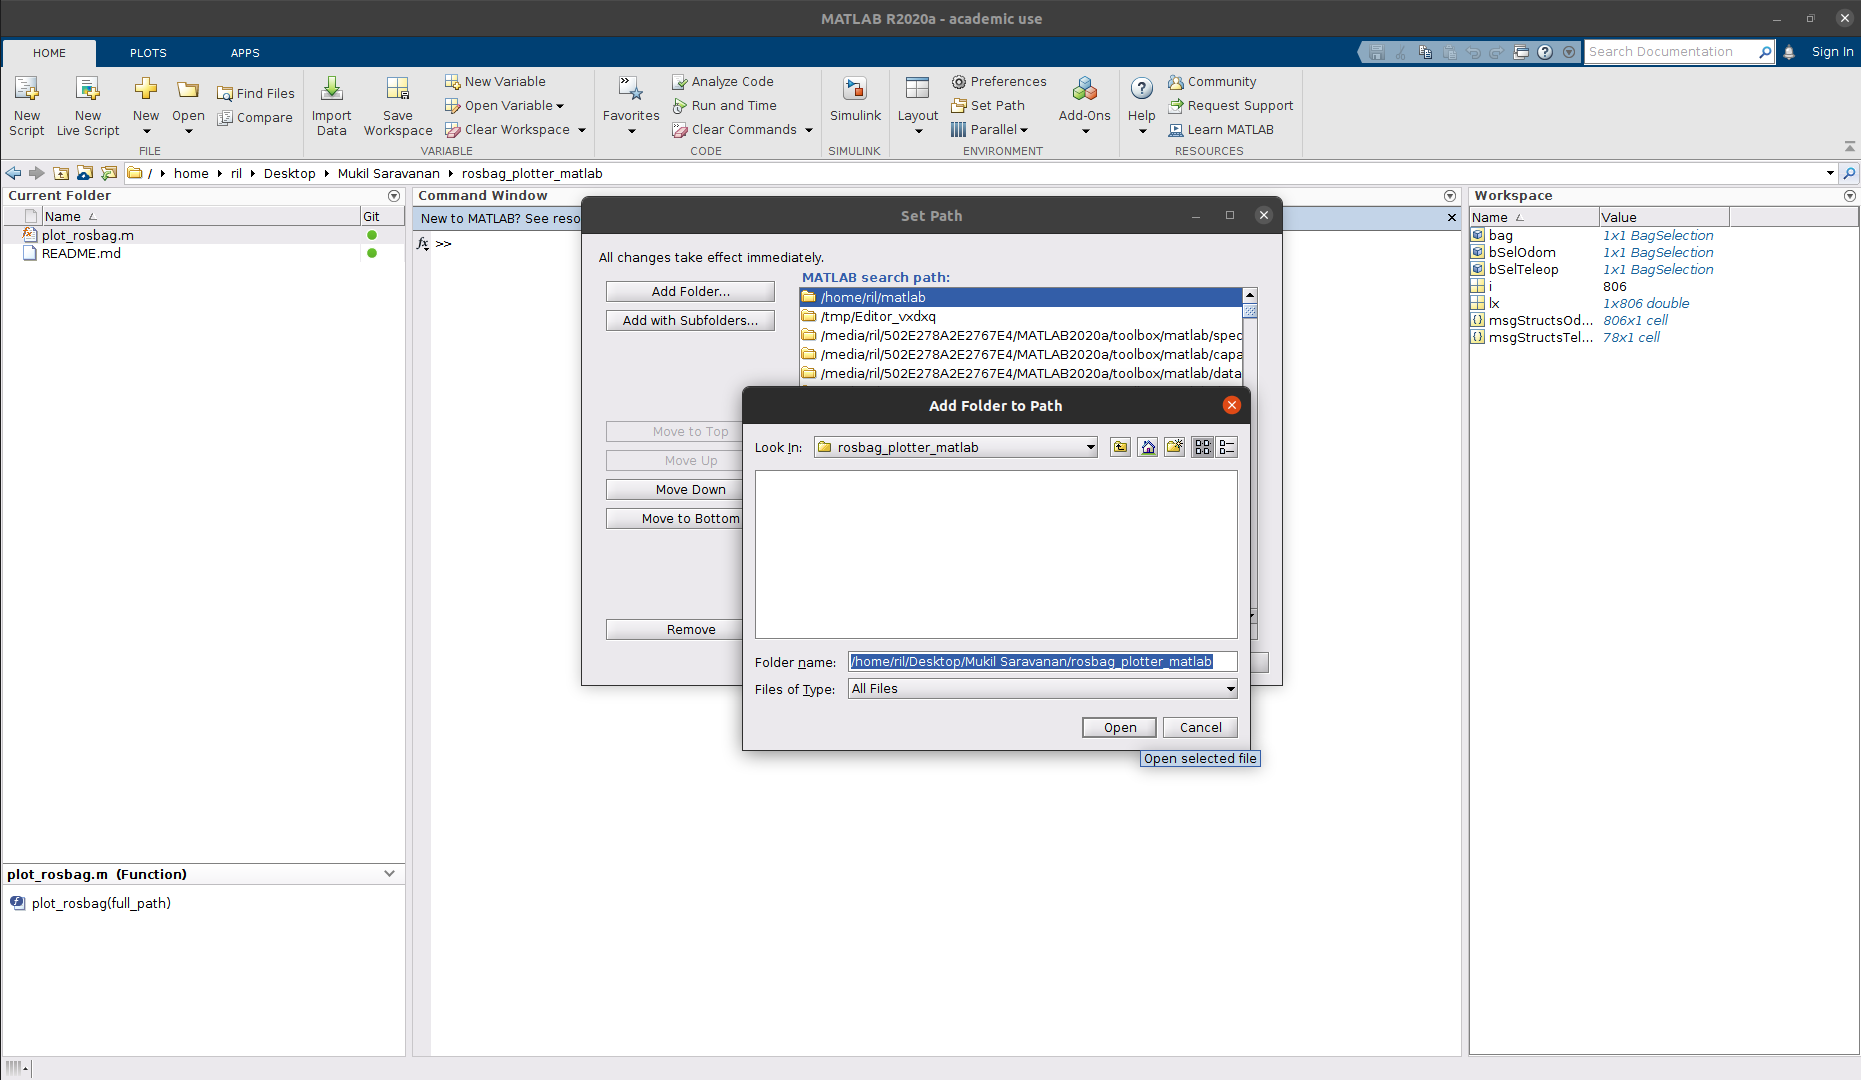 MATLAB R2020a - academic use
HOME
PLOTS
APPS
Search Documentation
Sign In
New Script
New Live Script
New
Open
Find Files
Compare
FILE
Import Data
Save Workspace
New Variable
Open Variable
Clear Workspace
VARIABLE
Favorites
Analyze Code
Run and Time
Clear Commands
CODE
Simulink
SIMULINK
Layout
Preferences
Set Path
Parallel
ENVIRONMENT
Add-Ons
Help
Community
Request Support
Learn MATLAB
RESOURCES
/ home ril Desktop Mukil Saravanan rosbag_plotter_matlab
Current Folder
Name
Git
plot_rosbag.m
README.md
plot_rosbag.m (Function)
plot_rosbag(full_path)
Command Window
New to MATLAB? See reso
fx >>
Set Path
All changes take effect immediately.
MATLAB search path:
Add Folder...
Add with Subfolders...
/home/ril/matlab
/tmp/Editor_vxdxq
/media/ril/502E278A2E2767E4/MATLAB2020a/toolbox/matlab/spec
/media/ril/502E278A2E2767E4/MATLAB2020a/toolbox/matlab/capa
/media/ril/502E278A2E2767E4/MATLAB2020a/toolbox/matlab/data
Move to Top
Move Up
Move Down
Move to Bottom
Remove
Add Folder to Path
Look In: rosbag_plotter_matlab
Folder name: /home/ril/Desktop/Mukil Saravanan/rosbag_plotter_matlab
Files of Type: All Files
Open
Cancel
Open selected file
Workspace
Name Value
bag 1x1 BagSelection
bSelOdom 1x1 BagSelection
bSelTeleop 1x1 BagSelection
i 806
lx 1x806 double
msgStructsOd... 806x1 cell
msgStructsTel... 78x1 cell